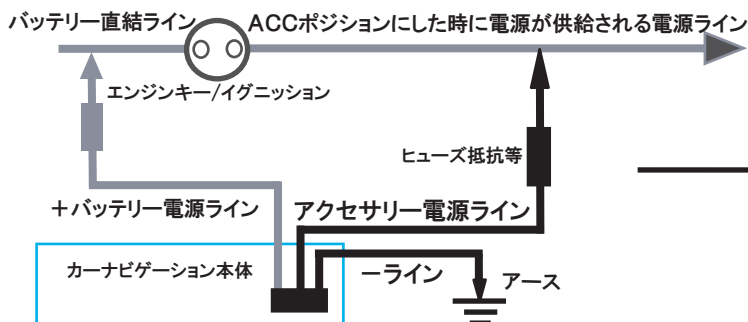 バッテリー直結ライン
ACCポジションにした時に電源が供給される電源ライン
エンジンキー/イグニッション
ヒューズ抵抗等
+バッテリー電源ライン
アクセサリー電源ライン
カーナビゲーション本体
ーライン
アース